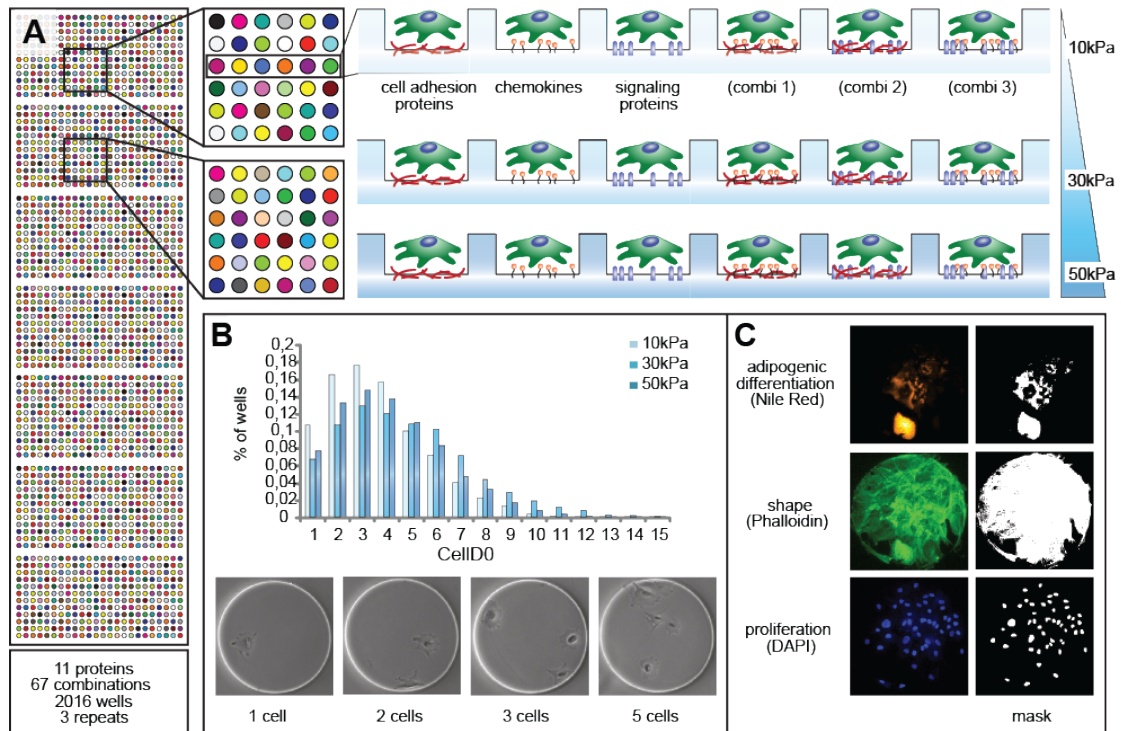 A
10kPa
cell adhesion
proteins
chemokines
signaling
proteins
(combi 1)
(combi 2)
(combi 3)
30kPa
50kPa
11 proteins
67 combinations
2016 wells
3 repeats
B
0,2
0,18
0,16
0,14
0,12
0,1
0,08
0,06
0,04
0,02
0
% of wells
10kPa
30kPa
50kPa
1 2 3 4 5 6 7 8 9 10 11 12 13 14 15
CellD0
1 cell
2 cells
3 cells
5 cells
C
adipogenic
differentiation
(Nile Red)
shape
(Phalloidin)
proliferation
(DAPI)
mask